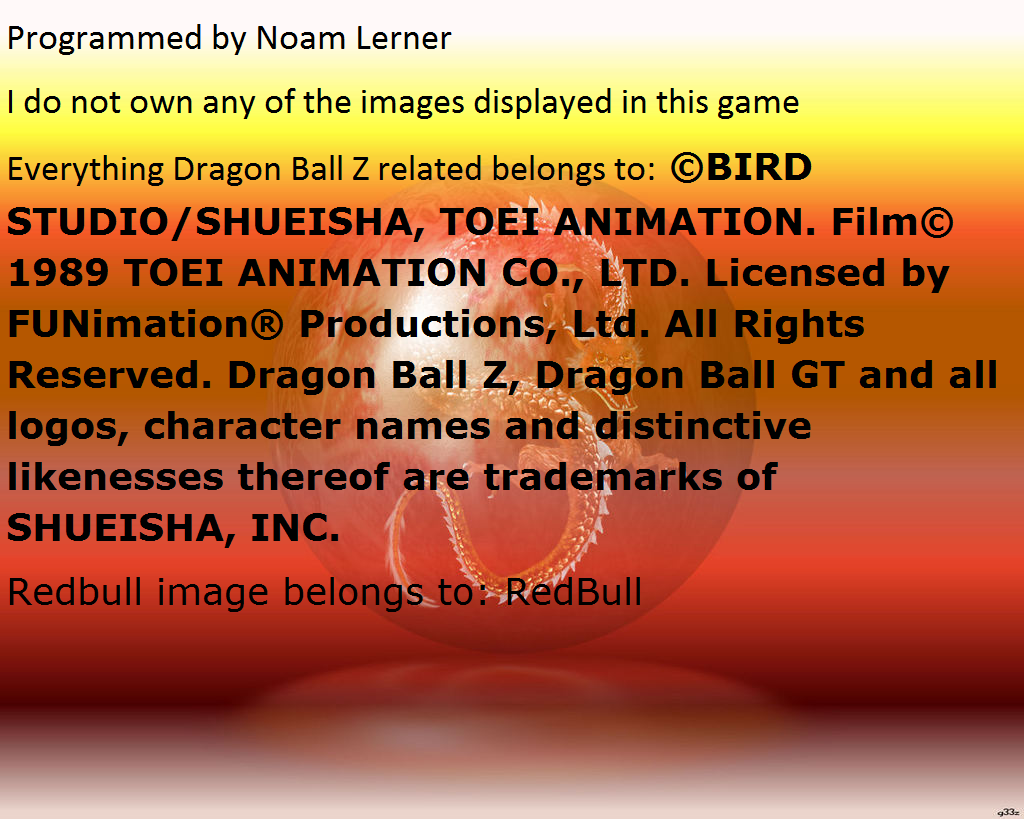 Programmed by Noam Lerner
I do not own any of the images displayed in this game
Everything Dragon Ball Z related belongs to: ©BIRD
STUDIO/SHUEISHA, TOEI ANIMATION. Film©
1989 TOEI ANIMATION CO., LTD. Licensed by
FUNimation® Productions, Ltd. All Rights
Reserved. Dragon Ball Z, Dragon Ball GT and all
logos, character names and distinctive
likenesses thereof are trademarks of
SHUEISHA, INC.
Redbull image belongs to: RedBull
g33z